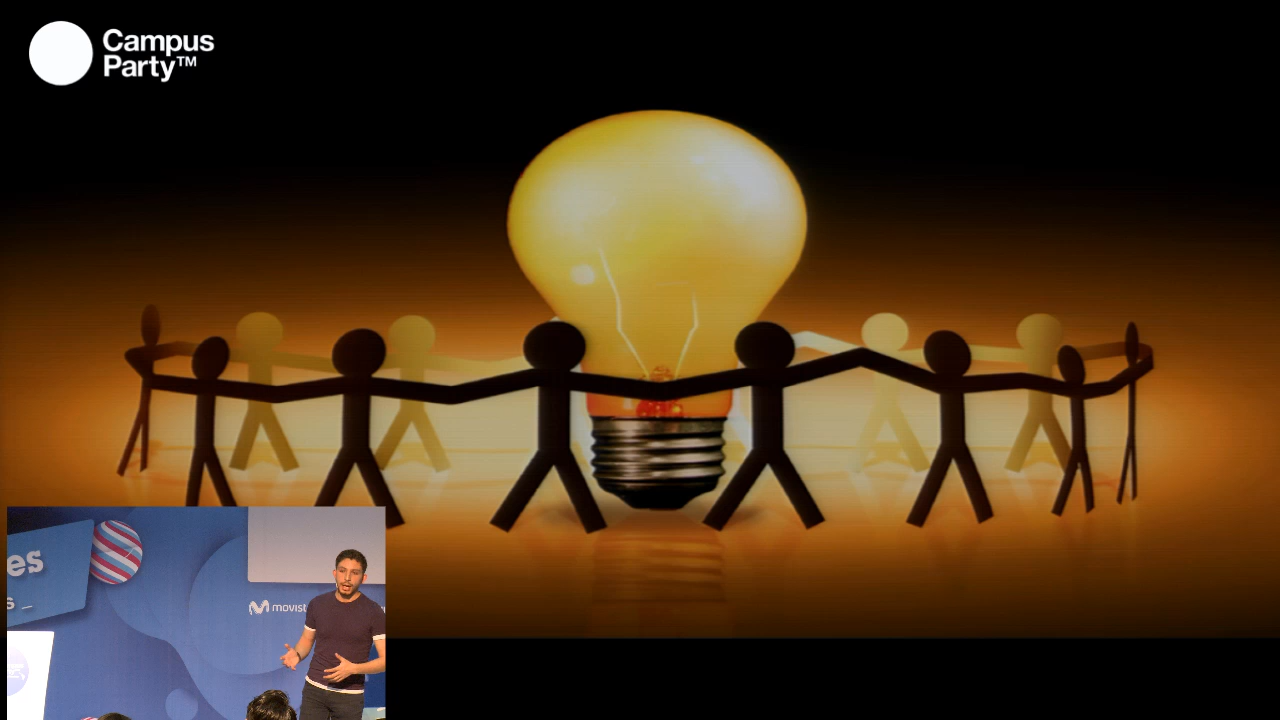 Campus
Party™
es
s _
movist